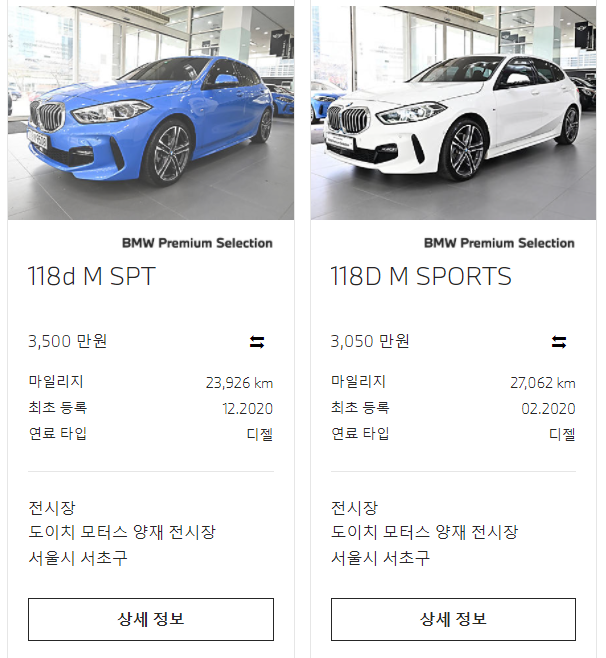 BMW Premium Selection
118d M SPT
3,500 만원
마일리지 23,926 km
최초 등록 12.2020
연료 타입 디젤
전시장
도이치 모터스 양재 전시장
서울시 서초구
상세 정보
BMW Premium Selection
118D M SPORTS
3,050 만원
마일리지 27,062 km
최초 등록 02.2020
연료 타입 디젤
전시장
도이치 모터스 양재 전시장
서울시 서초구
상세 정보